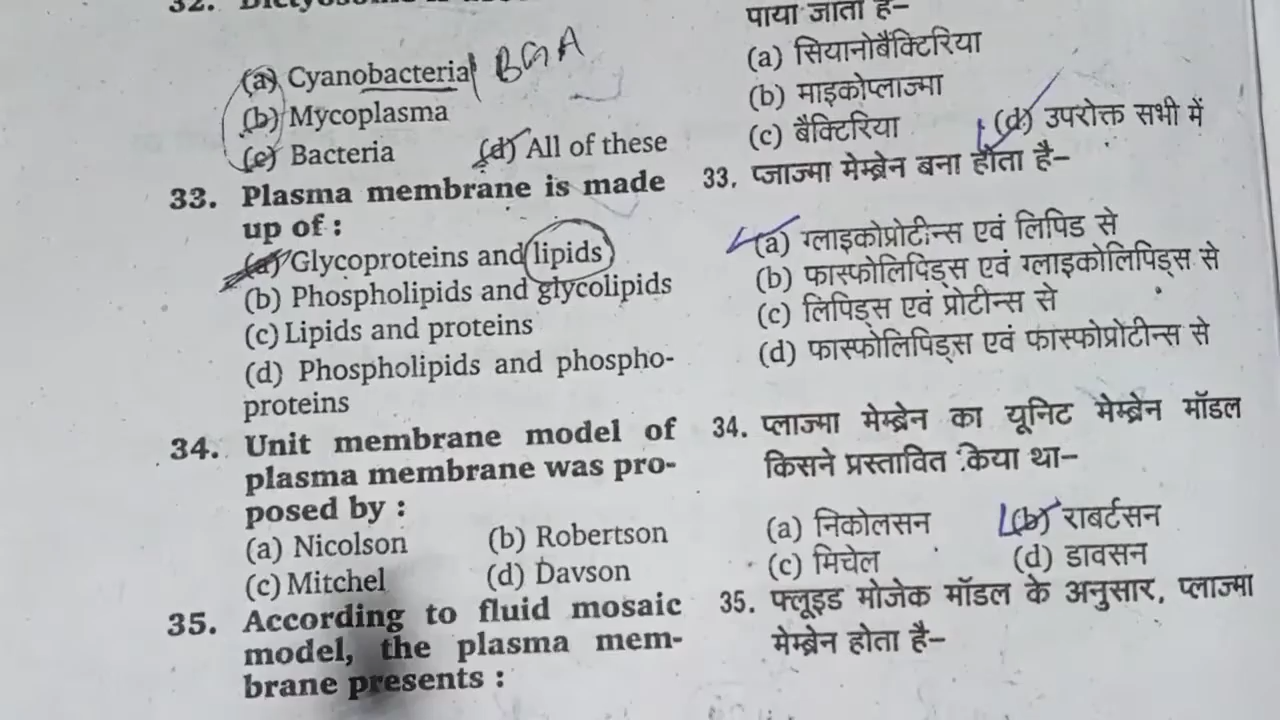 32.
(a) Cyanobacteria BGA
(b) Mycoplasma
(c) Bacteria (d) All of these
33. Plasma membrane is made
up of :
(a) Glycoproteins and lipids
(b) Phospholipids and glycolipids
(c) Lipids and proteins
(d) Phospholipids and phospho-
proteins
34. Unit membrane model of
plasma membrane was pro-
posed by :
(a) Nicolson (b) Robertson
(c) Mitchel (d) Davson
35. According to fluid mosaic
model, the plasma mem-
brane presents :
पाया जाता है–
(a) सियानोबैक्टिरिया
(b) माइकोप्लाज्मा
(c) बैक्टिरिया (d) उपरोक्त सभी में
33. प्जाज्मा मेम्ब्रेन बना होता है–
(a) ग्लाइकोप्रोटीन्स एवं लिपिड से
(b) फास्फोलिपिड्स एवं ग्लाइकोलिपिड्स से
(c) लिपिड्स एवं प्रोटीन्स से
(d) फास्फोलिपिड्स एवं फास्फोप्रोटीन्स से
34. प्लाज्मा मेम्ब्रेन का यूनिट मेम्ब्रेन मॉडल
किसने प्रस्तावित किया था–
(a) निकोलसन (b) राबर्टसन
(c) मिचेल (d) डावसन
35. फ्लूइड मोजेक मॉडल के अनुसार, प्लाज्मा
मेम्ब्रेन होता है–